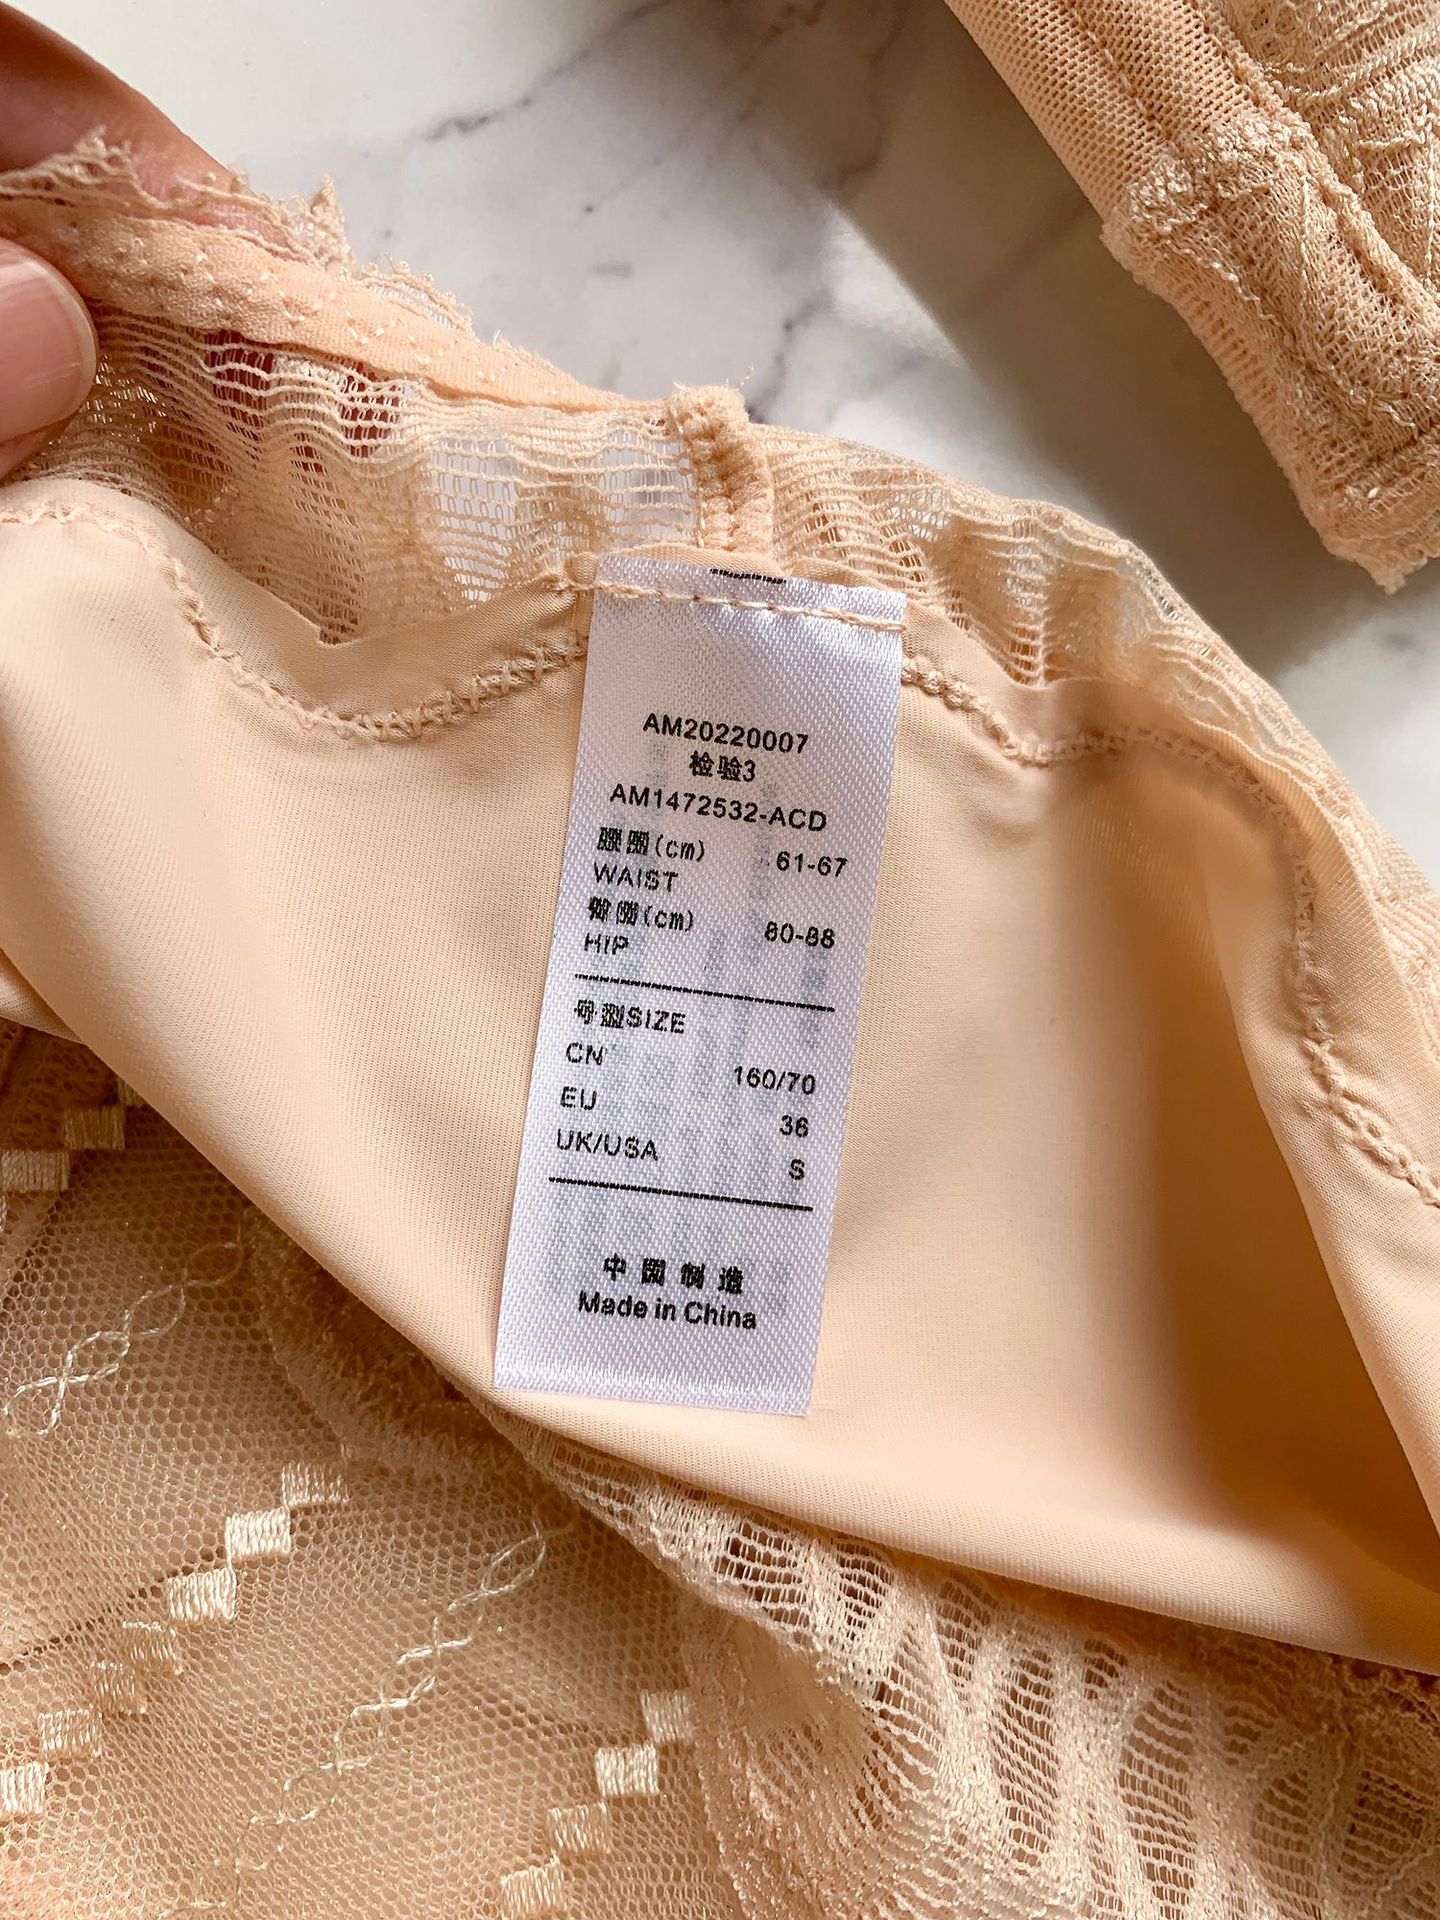 AM20220007
检验3
AM1472532-ACD
腰围(cm) 61-67
WAIST
臀围(cm) 80-88
HIP
号型SIZE
CN 160/70
EU 36
UK/USA S
中国制造
Made in China